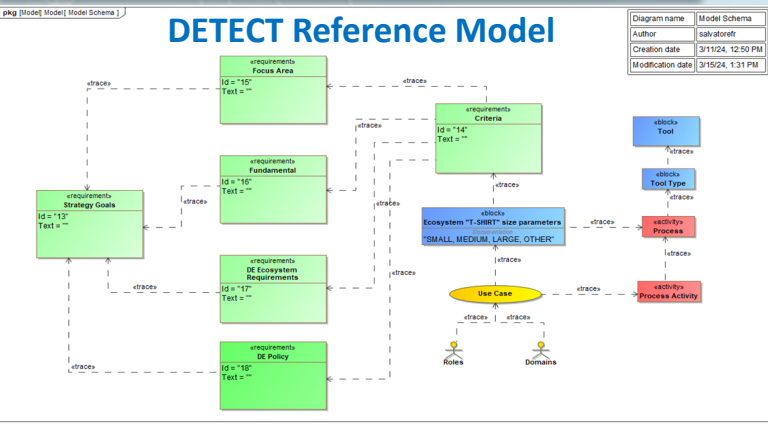 pkg [Model] Model [ Model Schema ]
DETECT Reference Model
Diagram name Model Schema
Author salvatorefr
Creation date 3/11/24, 12:50 PM
Modification date 3/15/24, 1:31 PM
«requirement»
Focus Area
Id = "15"
Text = ""
«trace»
«trace»
«requirement»
Criteria
Id = "14"
Text = ""
«trace»
«block»
Tool
«trace»
«requirement»
Fundamental
Id = "16"
Text = ""
«trace»
«block»
Tool Type
«trace»
«trace»
«requirement»
Strategy Goals
Id = "13"
Text = ""
«trace»
«block»
Ecosystem "T-SHIRT" size parameters
Documentation
"SMALL, MEDIUM, LARGE, OTHER"
«trace»
«activity»
Process
«requirement»
DE Ecosystem
Requirements
Id = "17"
Text = ""
«trace»
«trace»
«trace»
«trace»
Use Case
«trace»
«activity»
Process Activity
«trace»
«trace»
Roles
Domains
«requirement»
DE Policy
Id = "18"
Text = ""
«trace»